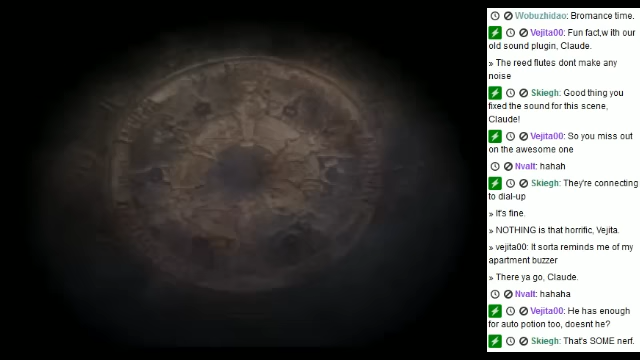 Wobuzhidao: Bromance time.
Vejita00: Fun fact,w ith our
old sound plugin, Claude.
» The reed flutes dont make any
noise
Skiegh: Good thing you
fixed the sound for this scene,
Claude!
Vejita00: So you miss out
on the awesome one
Nvalt: hahah
Skiegh: They're connecting
to dial-up
» It's fine.
» NOTHING is that horrific, Vejita.
» vejita00: It sorta reminds me of my
apartment buzzer
» There ya go, Claude.
Nvalt: hahaha
Vejita00: He has enough
for auto potion too, doesnt he?
Skiegh: That's SOME nerf.